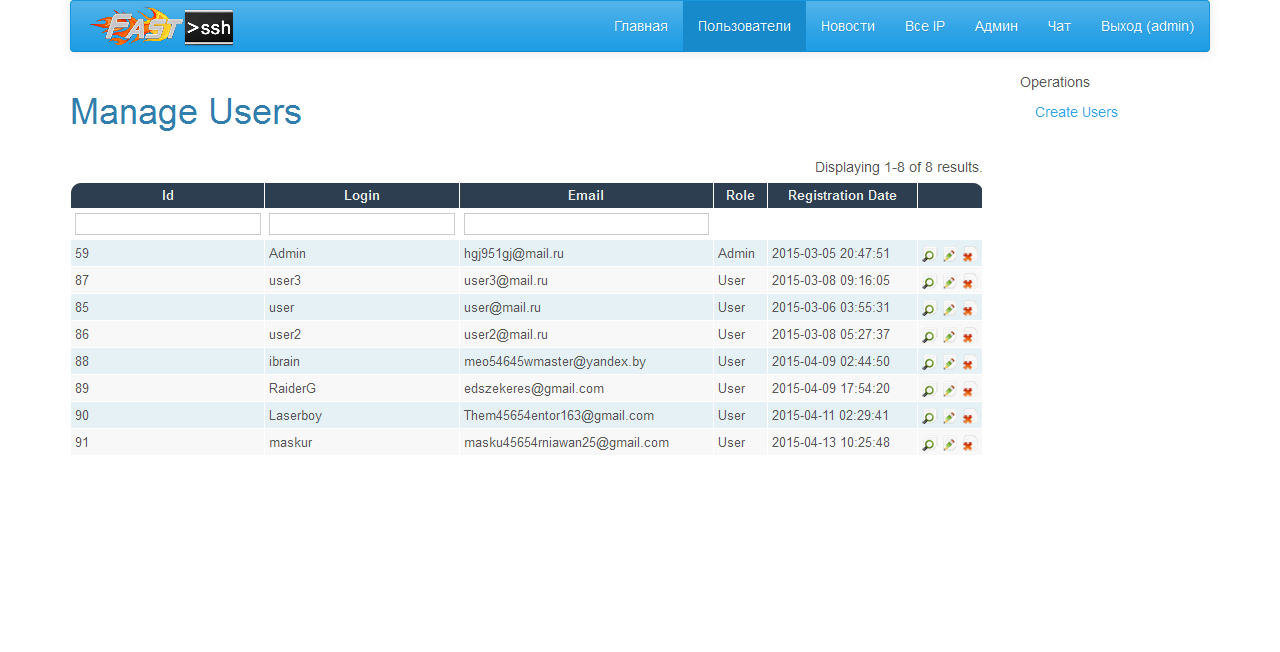 FAST >ssh Главная Пользователи Новости Все IP Админ Чат Выход (admin)
Operations
Manage Users
Create Users
Displaying 1-8 of 8 results.
Id Login Email Role Registration Date
59 Admin hgj951gj@mail.ru Admin 2015-03-05 20:47:51
87 user3 user3@mail.ru User 2015-03-08 09:16:05
85 user user@mail.ru User 2015-03-06 03:55:31
86 user2 user2@mail.ru User 2015-03-08 05:27:37
88 ibrain meo54645wmaster@yandex.by User 2015-04-09 02:44:50
89 RaiderG edszekeres@gmail.com User 2015-04-09 17:54:20
90 Laserboy Them45654entor163@gmail.com User 2015-04-11 02:29:41
91 maskur masku45654rniawan25@gmail.com User 2015-04-13 10:25:48